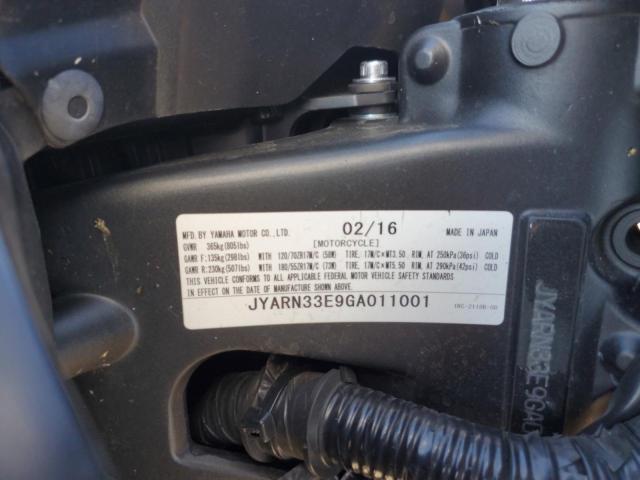 MFD.BY YAMAHA MOTOR CO.,LTD. 02/16 MADE IN JAPAN
GVWR 365kg(805lbs) [MOTORCYCLE]
GAWR F:135kg(298lbs) WITH 120/70ZR17M/C (58W) TIRE, 17M/C×MT3.50 RIM, AT 250kPa(36psi) COLD
GAWR R:230kg(507lbs) WITH 180/55ZR17M/C (73W) TIRE, 17M/C×MT5.50 RIM, AT 290kPa(42psi) COLD
THIS VEHICLE CONFORMS TO ALL APPLICABLE FEDERAL MOTOR VEHICLE SAFETY STANDARDS
IN EFFECT ON THE DATE OF MANUFACTURE SHOWN ABOVE.
JYARN33E9GA011001
JYARN33E9GA0